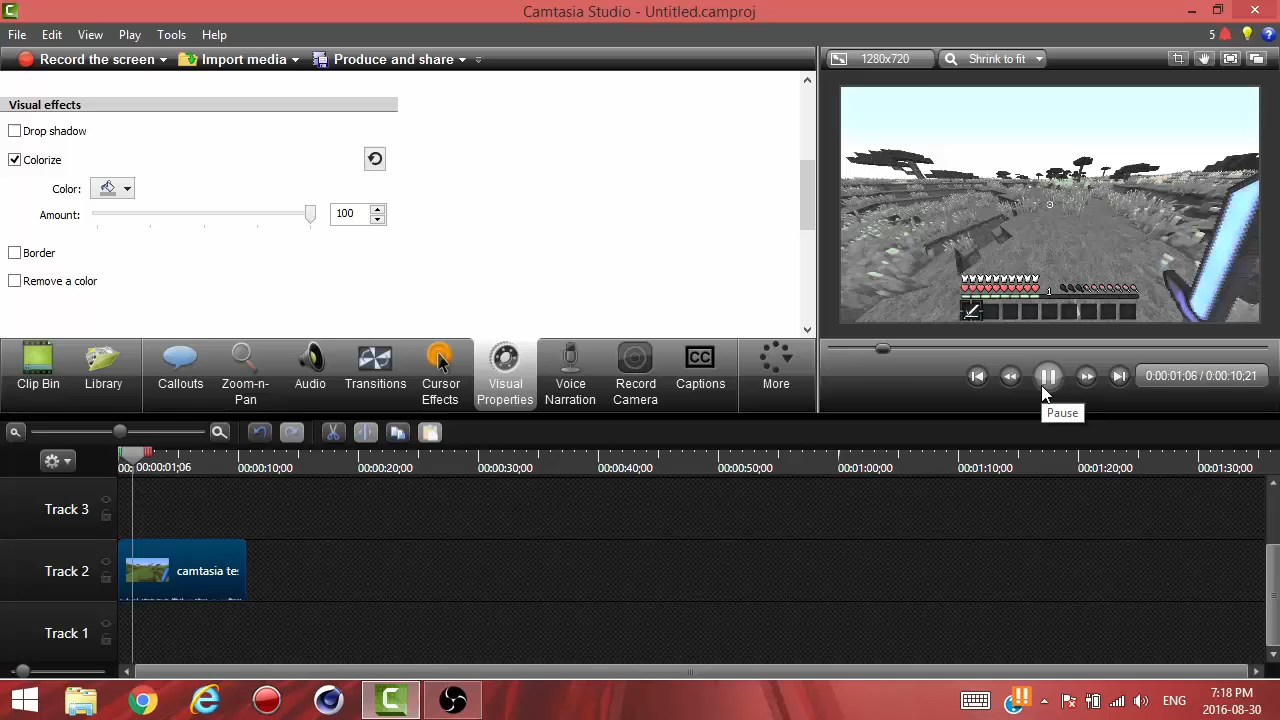 Camtasia Studio - Untitled.camproj
File Edit View Play Tools Help
5
Record the screen Import media Produce and share
1280x720 Shrink to fit
Visual effects
Drop shadow
Colorize
Color:
Amount: 100
Border
Remove a color
1
Clip Bin
Library
Callouts
Zoom-n-
Pan
Audio
Transitions
Cursor
Effects
Visual
Properties
Voice
Narration
Record
Camera
CC
Captions
More
0:00:01;06 / 0:00:10;21
Pause
00: 00:00:01;06 00:00:10;00 00:00:20;00 00:00:30;00 00:00:40;00 00:00:50;00 00:01:00;00 00:01:10;00 00:01:20;00 00:01:30;00
Track 3
Track 2
camtasia te
Track 1
ENG
7:18 PM
2016-08-30